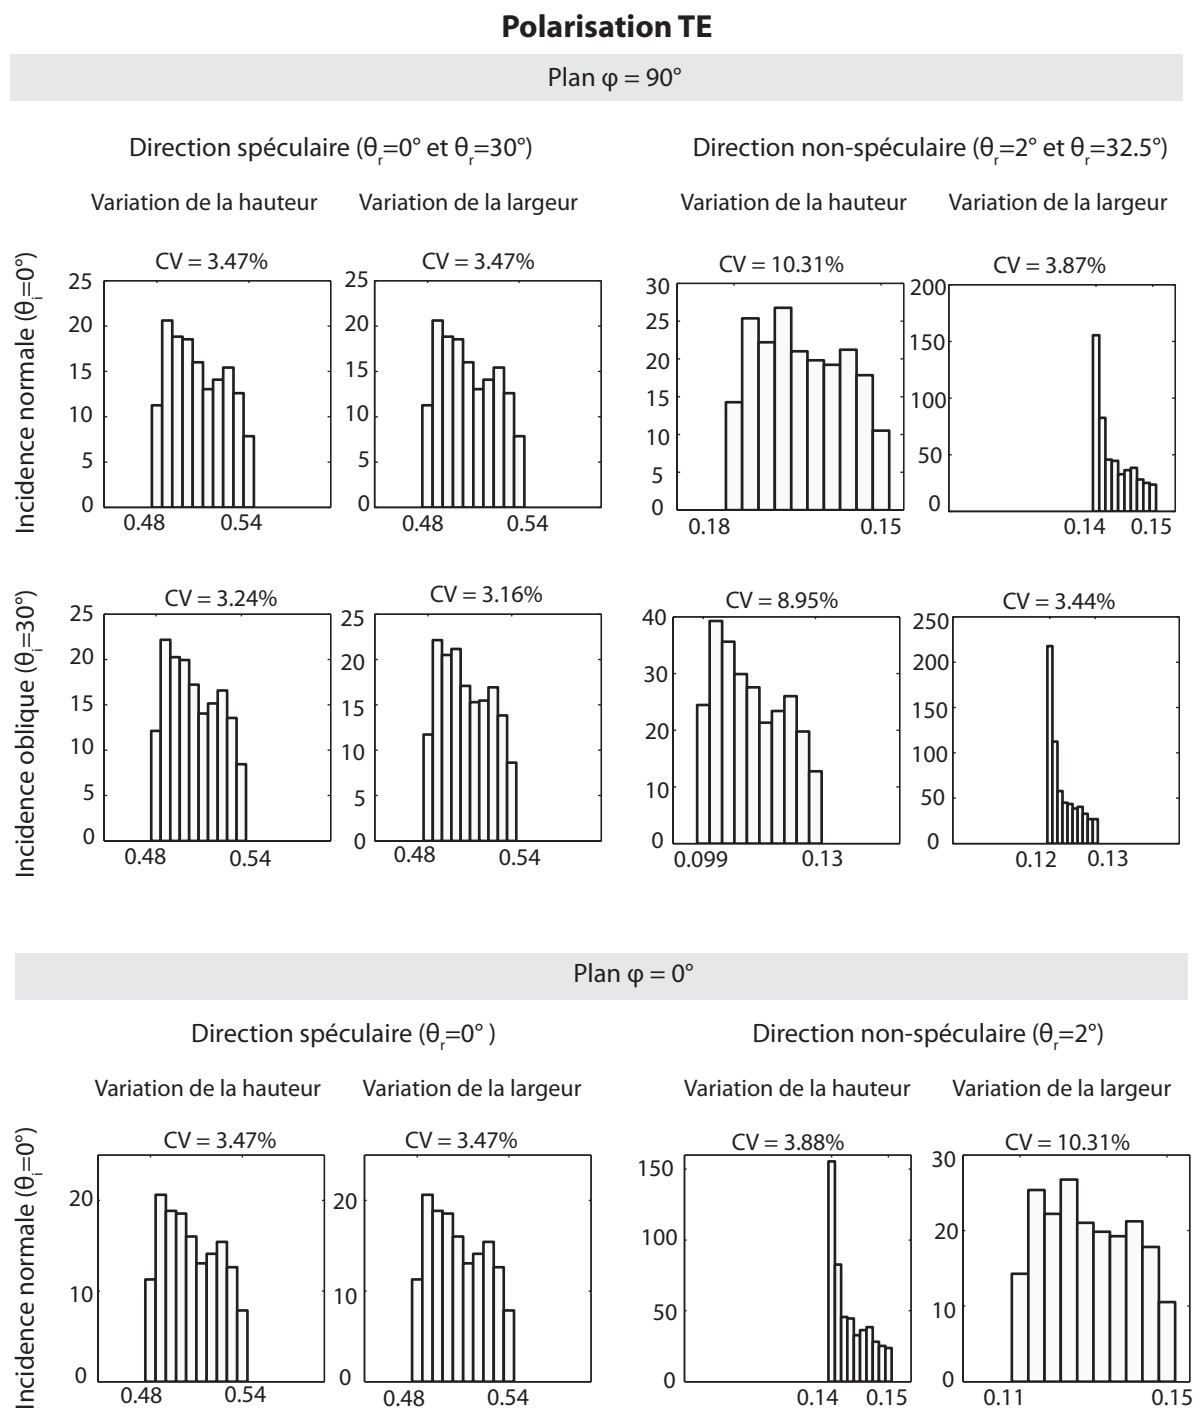 Polarisation TE
Plan φ = 90°
Direction spéculaire (θr=0° et θr=30°)
Direction non-spéculaire (θr=2° et θr=32.5°)
Variation de la hauteur
Variation de la largeur
Variation de la hauteur
Variation de la largeur
Incidence normale (θi=0°)
CV = 3.47%
25
20
15
10
5
0
0.48
0.54
CV = 3.47%
25
20
15
10
5
0
0.48
0.54
CV = 10.31%
30
25
20
15
10
5
0
0.18
0.15
CV = 3.87%
200
150
100
50
0
0.14
0.15
Incidence oblique (θi=30°)
CV = 3.24%
25
20
15
10
5
0
0.48
0.54
CV = 3.16%
25
20
15
10
5
0
0.48
0.54
CV = 8.95%
40
30
20
10
0
0.099
0.13
CV = 3.44%
250
200
150
100
50
0
0.12
0.13
Plan φ = 0°
Direction spéculaire (θr=0° )
Direction non-spéculaire (θr=2°)
Variation de la hauteur
Variation de la largeur
Variation de la hauteur
Variation de la largeur
Incidence normale (θi=0°)
CV = 3.47%
20
10
0
0.48
0.54
CV = 3.47%
20
10
0
0.48
0.54
CV = 3.88%
150
100
50
0
0.14
0.15
CV = 10.31%
30
20
10
0
0.11
0.15